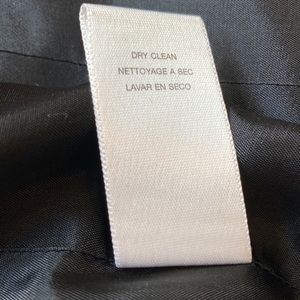 DRY CLEAN
NETTOYAGE A SEC
LAVAR EN SECO